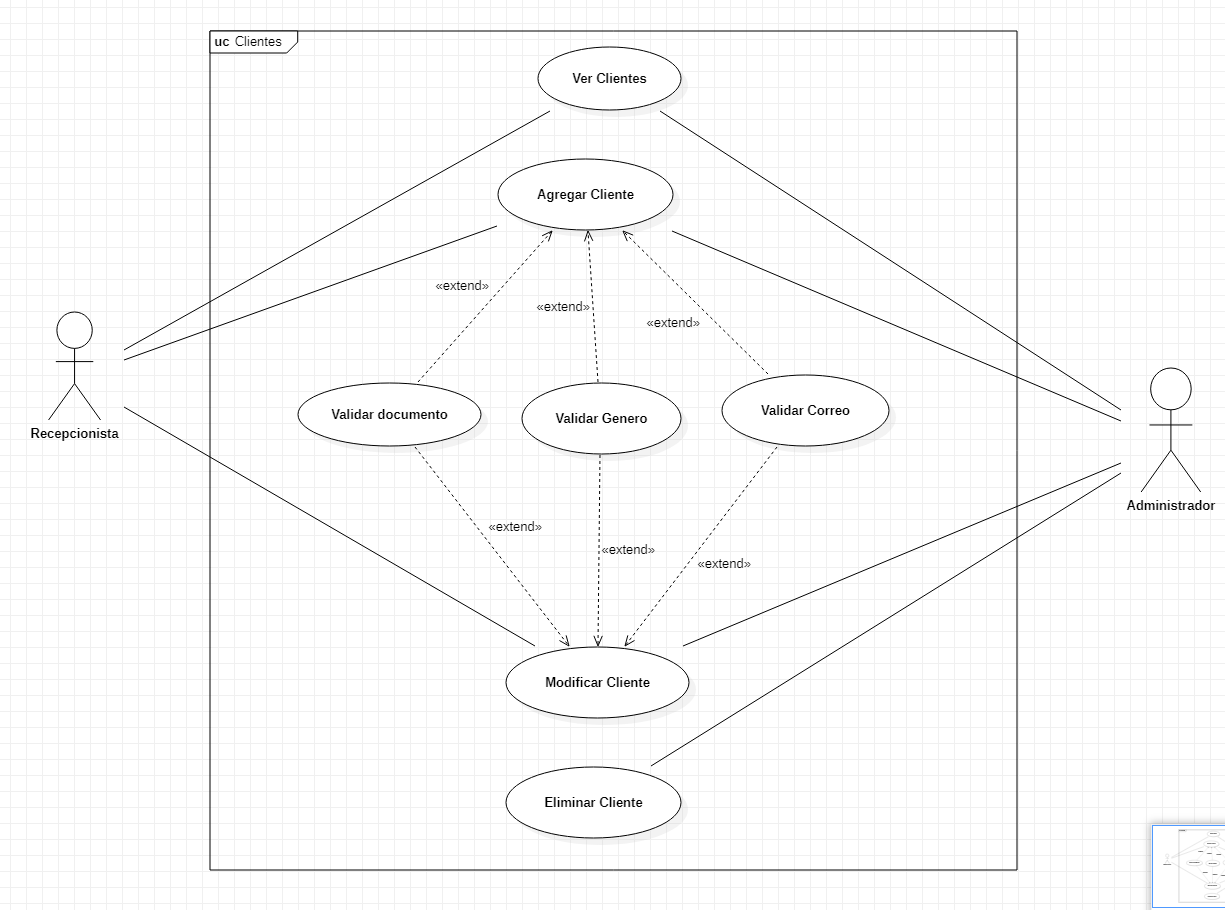 uc Clientes
Ver Clientes
Agregar Cliente
«extend»
«extend»
«extend»
Validar documento
Validar Genero
Validar Correo
Recepcionista
Administrador
«extend»
«extend»
«extend»
Modificar Cliente
Eliminar Cliente